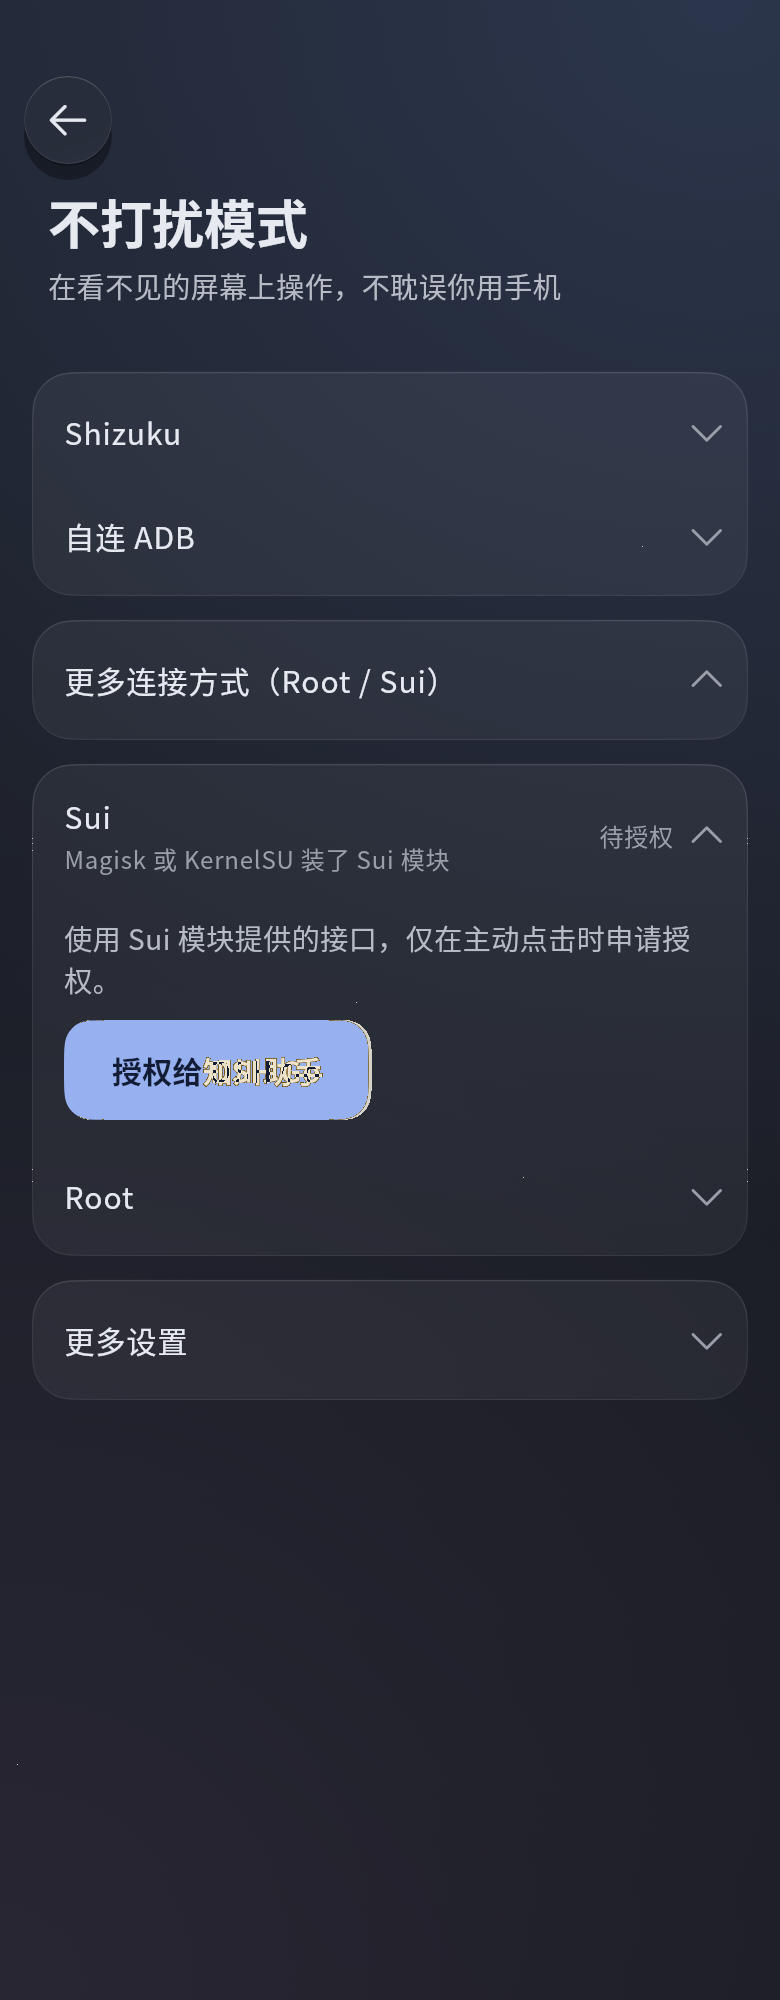 不打扰模式
在看不见的屏幕上操作，不耽误你用手机
Shizuku
自连 ADB
更多连接方式（Root / Sui）
Sui
待授权
Magisk 或 KernelSU 装了 Sui 模块
使用 Sui 模块提供的接口，仅在主动点击时申请授
权。
授权给
Root
更多设置